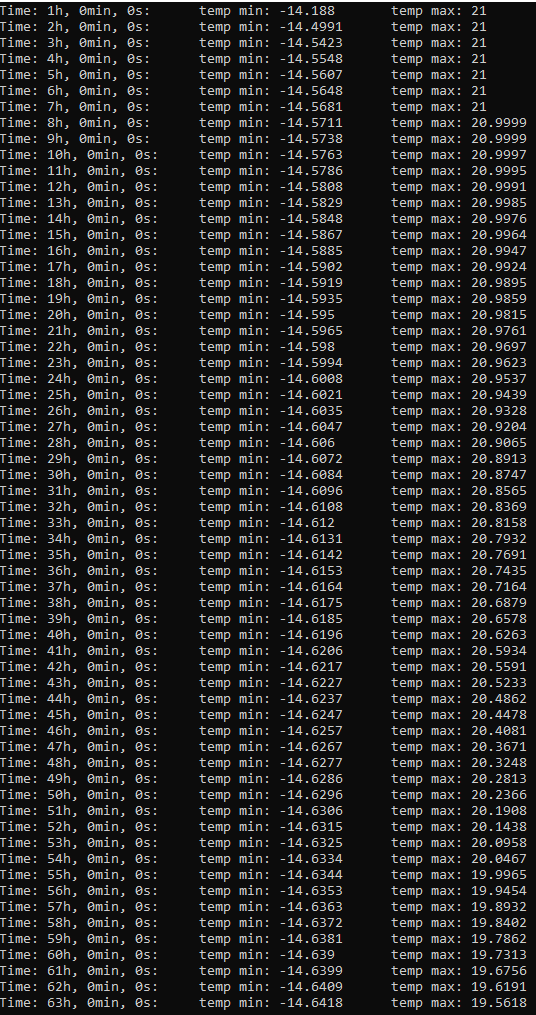 Time: 1h, 0min, 0s: temp min: -14.188 temp max: 21
Time: 2h, 0min, 0s: temp min: -14.4991 temp max: 21
Time: 3h, 0min, 0s: temp min: -14.5423 temp max: 21
Time: 4h, 0min, 0s: temp min: -14.5548 temp max: 21
Time: 5h, 0min, 0s: temp min: -14.5607 temp max: 21
Time: 6h, 0min, 0s: temp min: -14.5648 temp max: 21
Time: 7h, 0min, 0s: temp min: -14.5681 temp max: 21
Time: 8h, 0min, 0s: temp min: -14.5711 temp max: 20.9999
Time: 9h, 0min, 0s: temp min: -14.5738 temp max: 20.9999
Time: 10h, 0min, 0s: temp min: -14.5763 temp max: 20.9997
Time: 11h, 0min, 0s: temp min: -14.5786 temp max: 20.9995
Time: 12h, 0min, 0s: temp min: -14.5808 temp max: 20.9991
Time: 13h, 0min, 0s: temp min: -14.5829 temp max: 20.9985
Time: 14h, 0min, 0s: temp min: -14.5848 temp max: 20.9976
Time: 15h, 0min, 0s: temp min: -14.5867 temp max: 20.9964
Time: 16h, 0min, 0s: temp min: -14.5885 temp max: 20.9947
Time: 17h, 0min, 0s: temp min: -14.5902 temp max: 20.9924
Time: 18h, 0min, 0s: temp min: -14.5919 temp max: 20.9895
Time: 19h, 0min, 0s: temp min: -14.5935 temp max: 20.9859
Time: 20h, 0min, 0s: temp min: -14.595 temp max: 20.9815
Time: 21h, 0min, 0s: temp min: -14.5965 temp max: 20.9761
Time: 22h, 0min, 0s: temp min: -14.598 temp max: 20.9697
Time: 23h, 0min, 0s: temp min: -14.5994 temp max: 20.9623
Time: 24h, 0min, 0s: temp min: -14.6008 temp max: 20.9537
Time: 25h, 0min, 0s: temp min: -14.6021 temp max: 20.9439
Time: 26h, 0min, 0s: temp min: -14.6035 temp max: 20.9328
Time: 27h, 0min, 0s: temp min: -14.6047 temp max: 20.9204
Time: 28h, 0min, 0s: temp min: -14.606 temp max: 20.9065
Time: 29h, 0min, 0s: temp min: -14.6072 temp max: 20.8913
Time: 30h, 0min, 0s: temp min: -14.6084 temp max: 20.8747
Time: 31h, 0min, 0s: temp min: -14.6096 temp max: 20.8565
Time: 32h, 0min, 0s: temp min: -14.6108 temp max: 20.8369
Time: 33h, 0min, 0s: temp min: -14.612 temp max: 20.8158
Time: 34h, 0min, 0s: temp min: -14.6131 temp max: 20.7932
Time: 35h, 0min, 0s: temp min: -14.6142 temp max: 20.7691
Time: 36h, 0min, 0s: temp min: -14.6153 temp max: 20.7435
Time: 37h, 0min, 0s: temp min: -14.6164 temp max: 20.7164
Time: 38h, 0min, 0s: temp min: -14.6175 temp max: 20.6879
Time: 39h, 0min, 0s: temp min: -14.6185 temp max: 20.6578
Time: 40h, 0min, 0s: temp min: -14.6196 temp max: 20.6263
Time: 41h, 0min, 0s: temp min: -14.6206 temp max: 20.5934
Time: 42h, 0min, 0s: temp min: -14.6217 temp max: 20.5591
Time: 43h, 0min, 0s: temp min: -14.6227 temp max: 20.5233
Time: 44h, 0min, 0s: temp min: -14.6237 temp max: 20.4862
Time: 45h, 0min, 0s: temp min: -14.6247 temp max: 20.4478
Time: 46h, 0min, 0s: temp min: -14.6257 temp max: 20.4081
Time: 47h, 0min, 0s: temp min: -14.6267 temp max: 20.3671
Time: 48h, 0min, 0s: temp min: -14.6277 temp max: 20.3248
Time: 49h, 0min, 0s: temp min: -14.6286 temp max: 20.2813
Time: 50h, 0min, 0s: temp min: -14.6296 temp max: 20.2366
Time: 51h, 0min, 0s: temp min: -14.6306 temp max: 20.1908
Time: 52h, 0min, 0s: temp min: -14.6315 temp max: 20.1438
Time: 53h, 0min, 0s: temp min: -14.6325 temp max: 20.0958
Time: 54h, 0min, 0s: temp min: -14.6334 temp max: 20.0467
Time: 55h, 0min, 0s: temp min: -14.6344 temp max: 19.9965
Time: 56h, 0min, 0s: temp min: -14.6353 temp max: 19.9454
Time: 57h, 0min, 0s: temp min: -14.6363 temp max: 19.8932
Time: 58h, 0min, 0s: temp min: -14.6372 temp max: 19.8402
Time: 59h, 0min, 0s: temp min: -14.6381 temp max: 19.7862
Time: 60h, 0min, 0s: temp min: -14.639 temp max: 19.7313
Time: 61h, 0min, 0s: temp min: -14.6399 temp max: 19.6756
Time: 62h, 0min, 0s: temp min: -14.6409 temp max: 19.6191
Time: 63h, 0min, 0s: temp min: -14.6418 temp max: 19.5618